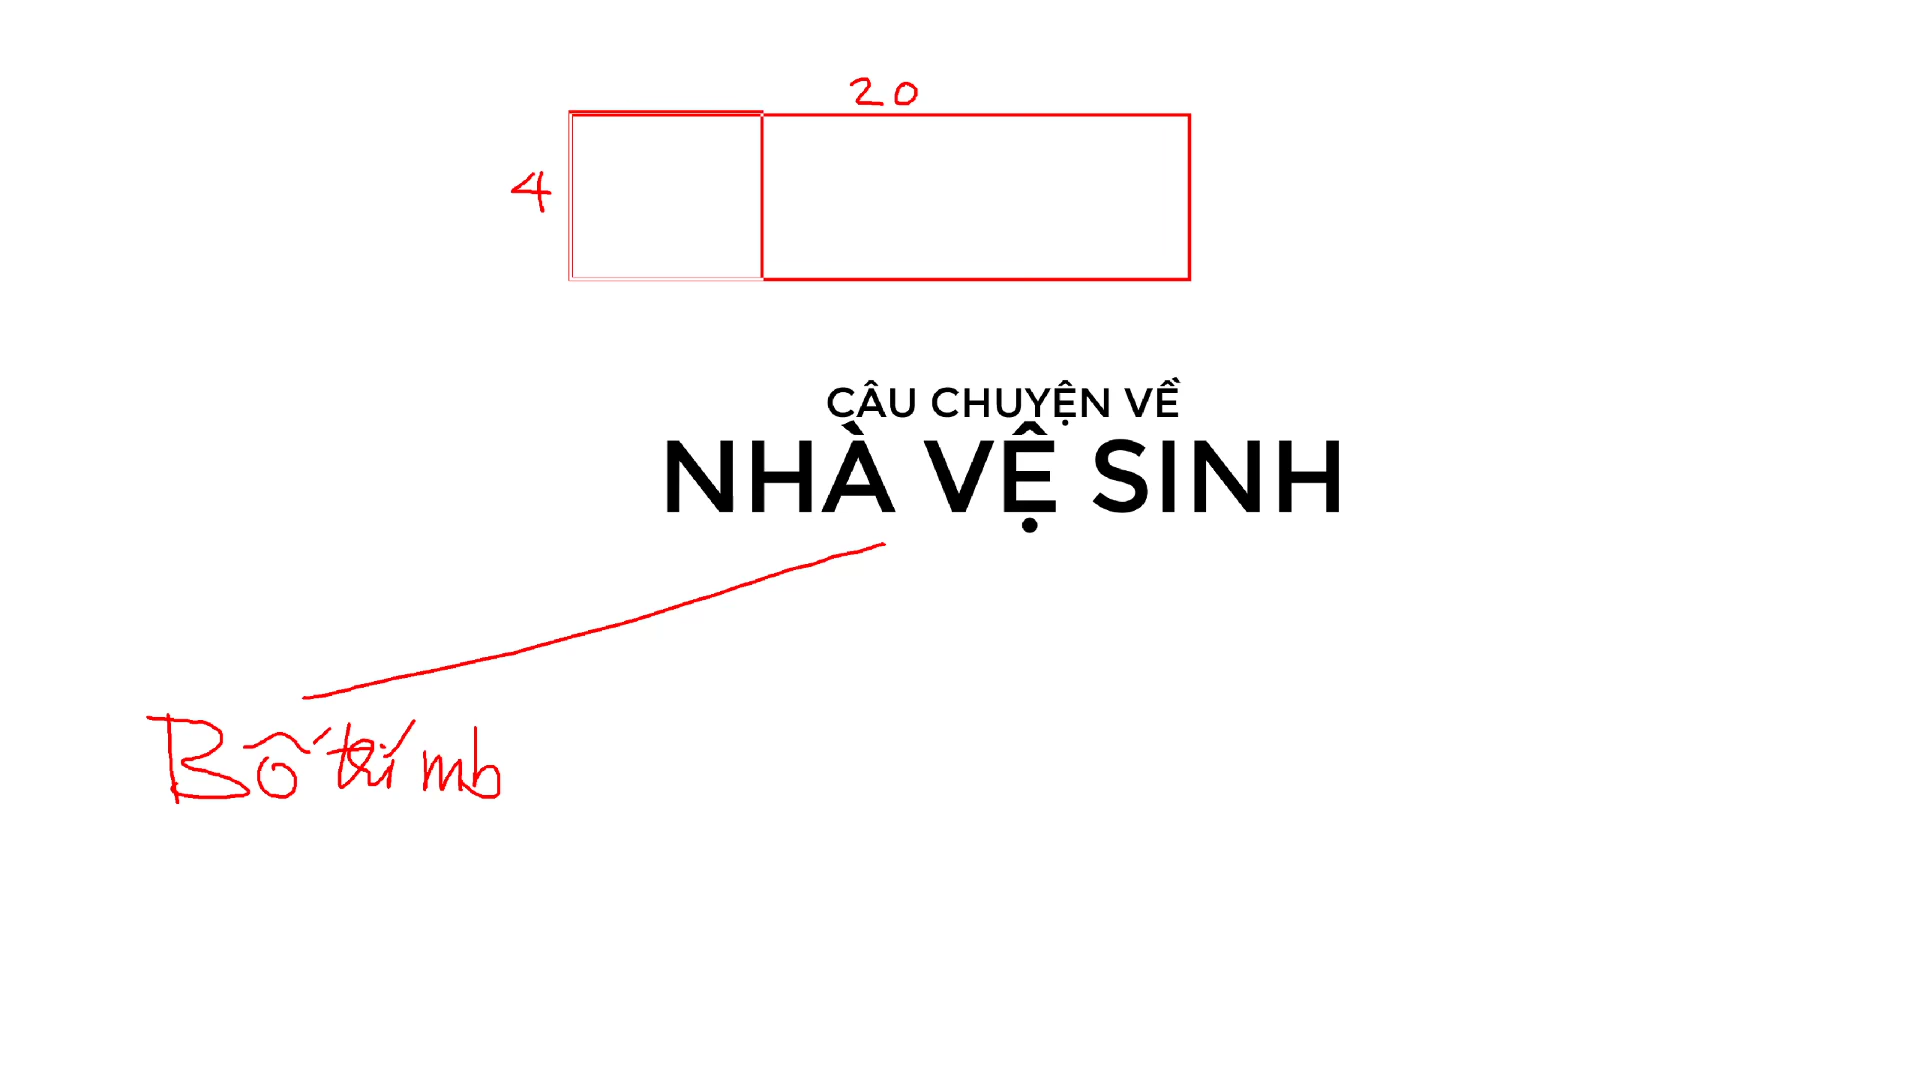 20
4
CÂU CHUYỆN VỀ
NHÀ VỆ SINH
Bố trí mb